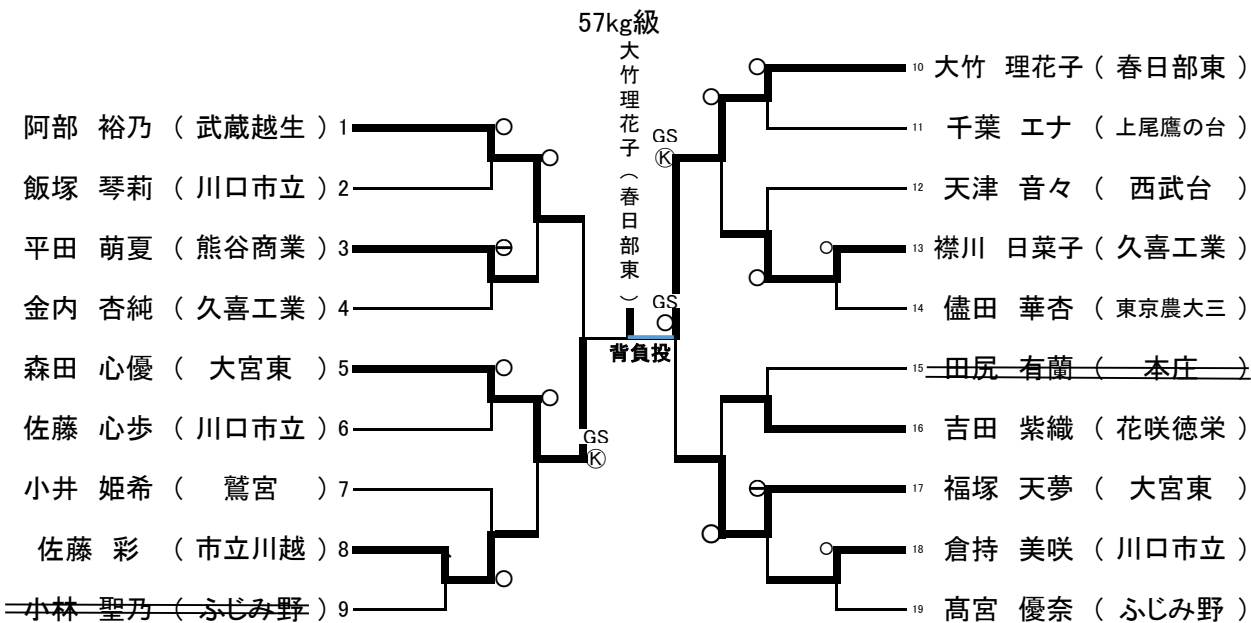 57kg級
大竹理花子（春日部東）
阿部 裕乃 （ 武蔵越生 ） 1
飯塚 琴莉 （ 川口市立 ） 2
平田 萌夏 （ 熊谷商業 ） 3
金内 杏純 （ 久喜工業 ） 4
森田 心優 （ 大宮東 ） 5
佐藤 心歩 （ 川口市立 ） 6
小井 姫希 （ 鷲宮 ） 7
佐藤 彩 （ 市立川越 ） 8
小林 聖乃 （ ふじみ野 ） 9
GS
Ⓚ
GS
Ⓚ
GS
背負投
10 大竹 理花子 （ 春日部東 ）
11 千葉 エナ （ 上尾鷹の台 ）
12 天津 音々 （ 西武台 ）
13 襟川 日菜子 （ 久喜工業 ）
14 儘田 華杏 （ 東京農大三 ）
15 田尻 有蘭 （ 本庄 ）
16 吉田 紫織 （ 花咲徳栄 ）
17 福塚 天夢 （ 大宮東 ）
18 倉持 美咲 （ 川口市立 ）
19 髙宮 優奈 （ ふじみ野 ）